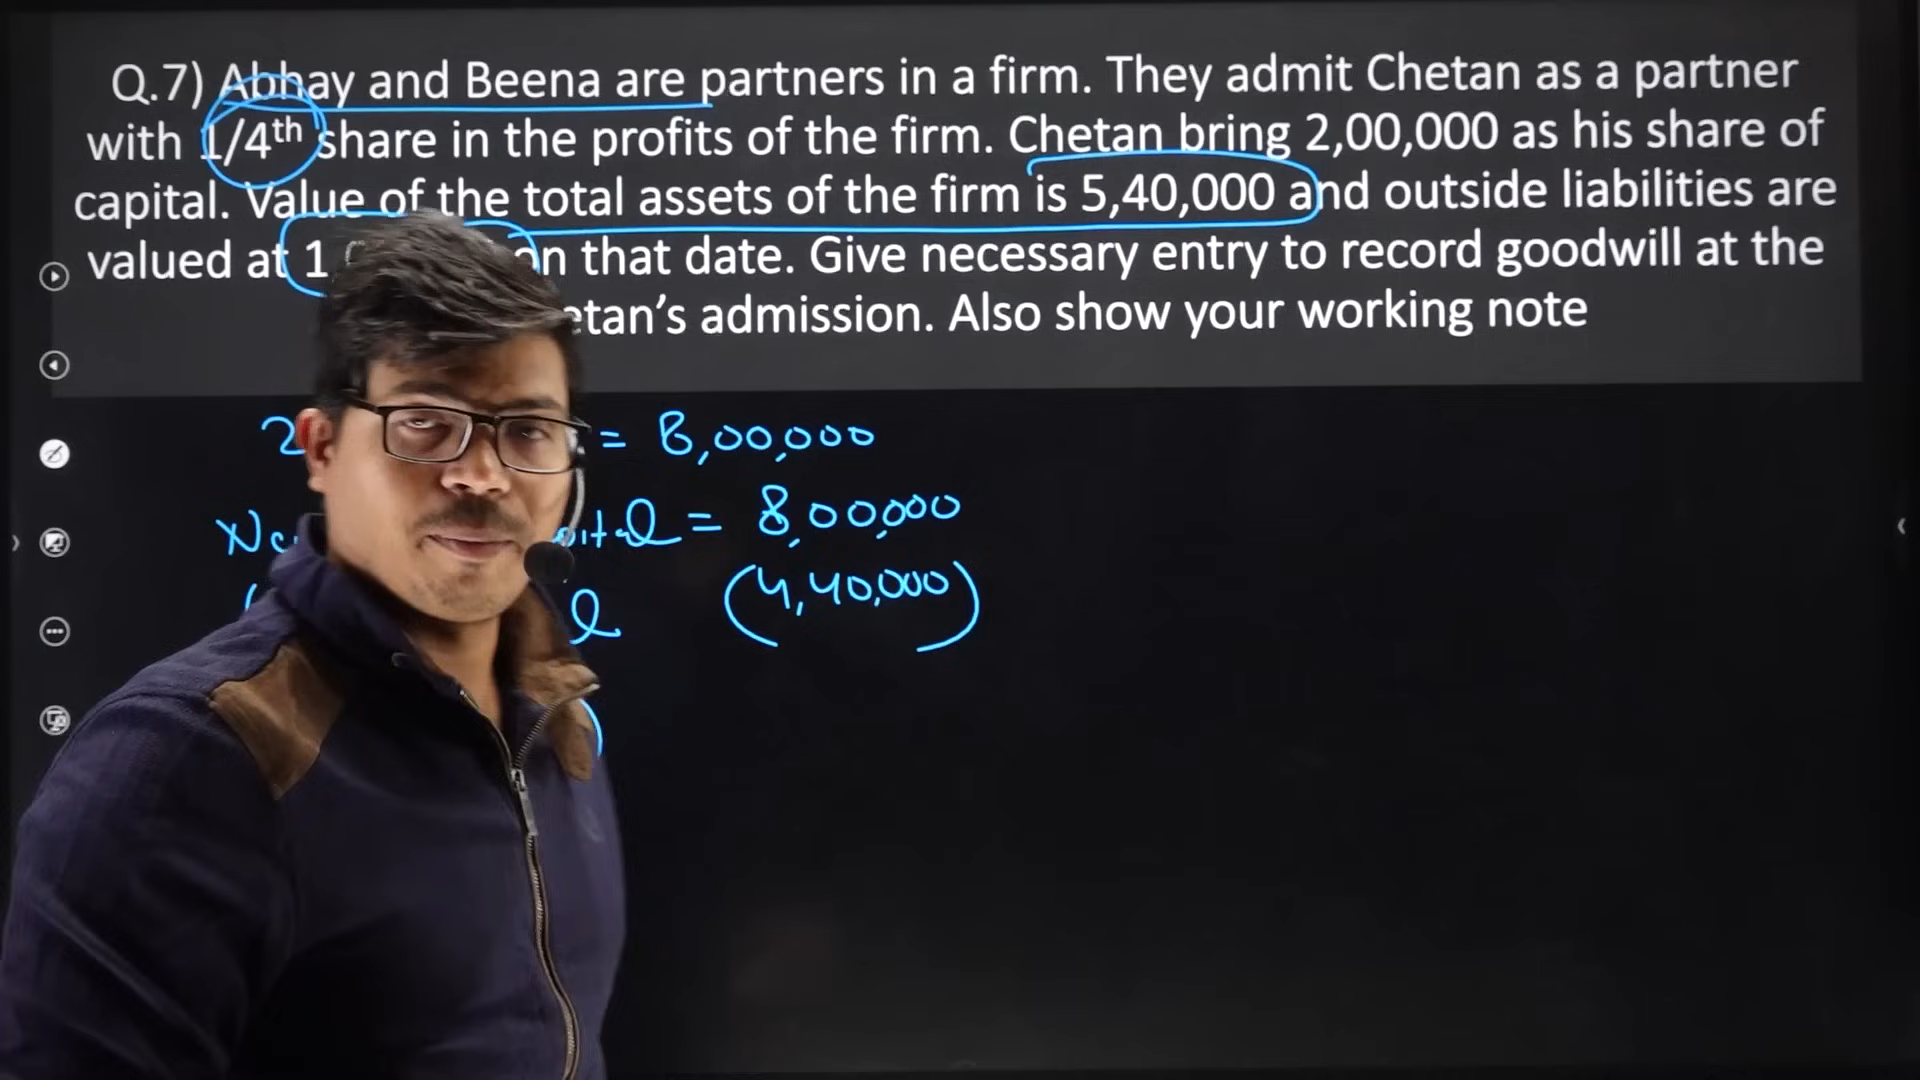 Q.7) Abhay and Beena are partners in a firm. They admit Chetan as a partner
with 1/4th share in the profits of the firm. Chetan bring 2,00,000 as his share of
capital. Value of the total assets of the firm is 5,40,000 and outside liabilities are
valued at 1 on that date. Give necessary entry to record goodwill at the
etan's admission. Also show your working note
2 = 8,00,000
= 8,00,000
(4,40,000)